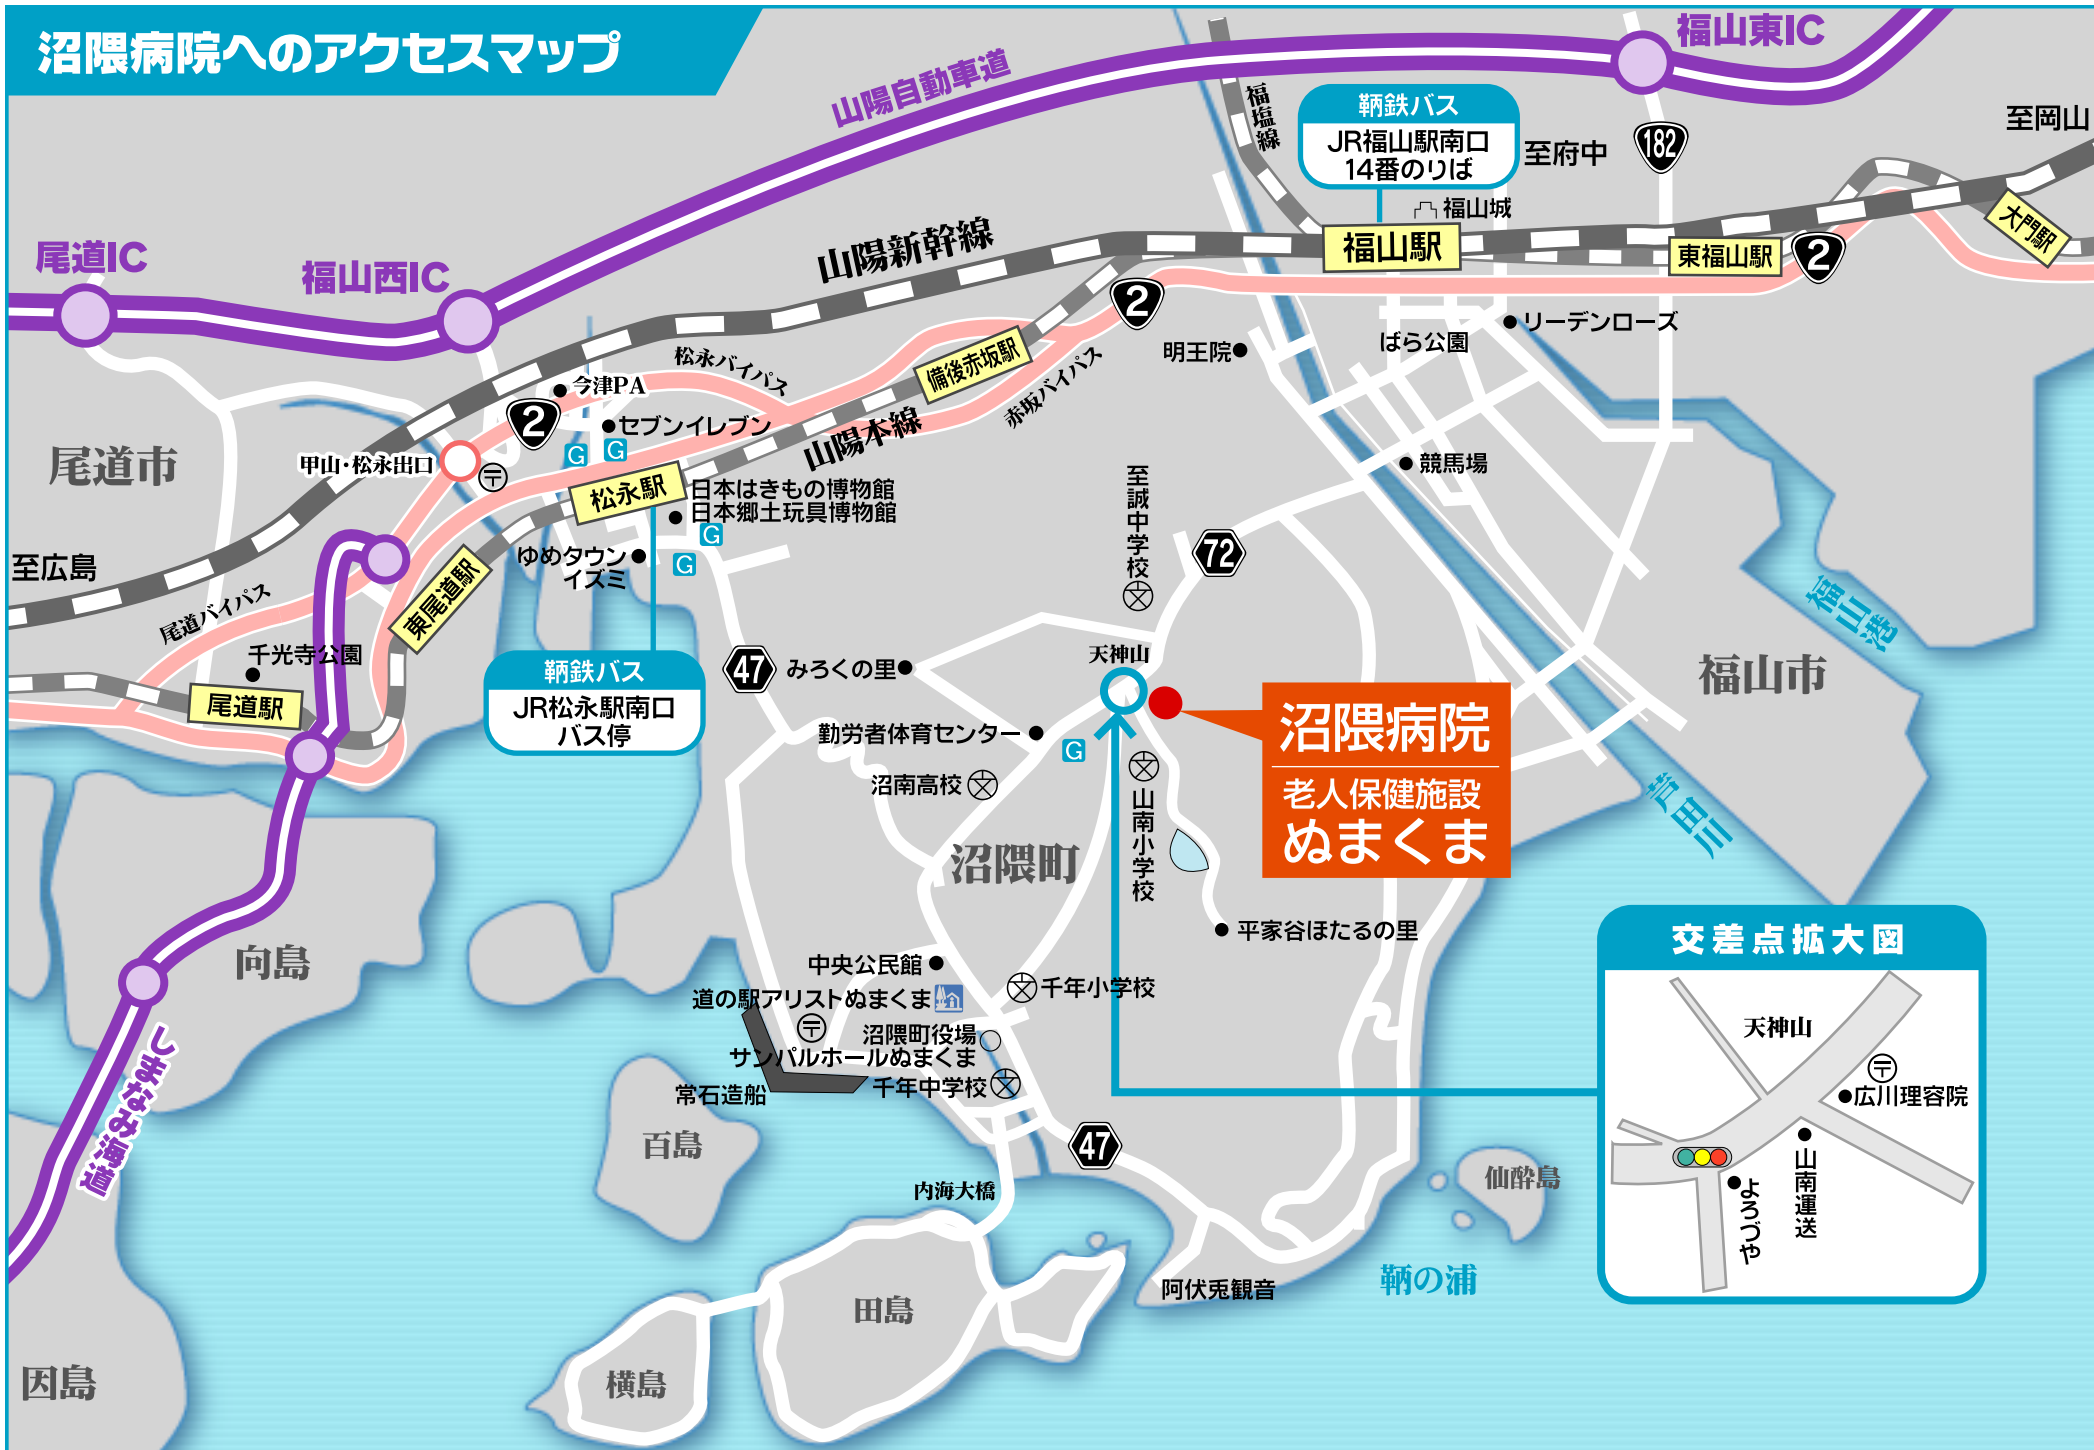 沼隈病院へのアクセスマップ
福山東IC
山陽自動車道
福塩線
鞆鉄バス
JR福山駅南口
14番のりば
至府中
182
至岡山
福山城
尾道IC
福山西IC
山陽新幹線
福山駅
東福山駅
2
大門駅
2
リーデンローズ
ばら公園
明王院
松永バイパス
備後赤坂駅
赤坂バイパス
今津PA
2
セブンイレブン
G
G
山陽本線
尾道市
甲山・松永出口
〒
松永駅
日本はきもの博物館
日本郷土玩具博物館
G
G
競馬場
至誠中学校
文
72
至広島
ゆめタウン
イズミ
東尾道駅
尾道バイパス
千光寺公園
尾道駅
鞆鉄バス
JR松永駅南口
バス停
47
みろくの里
天神山
福山港
福山市
勤労者体育センター
G
沼南高校
文
文
山南小学校
沼隈病院
老人保健施設
ぬまくま
芦田川
沼隈町
平家谷ほたるの里
向島
中央公民館
道の駅アリストぬまくま
〒
文
千年小学校
沼隈町役場
サンパルホールぬまくま
常石造船
千年中学校
文
しまなみ海道
百島
47
内海大橋
仙酔島
阿伏兎観音
鞆の浦
田島
横島
因島
交差点拡大図
天神山
〒
広川理容院
山南運送
よろづや